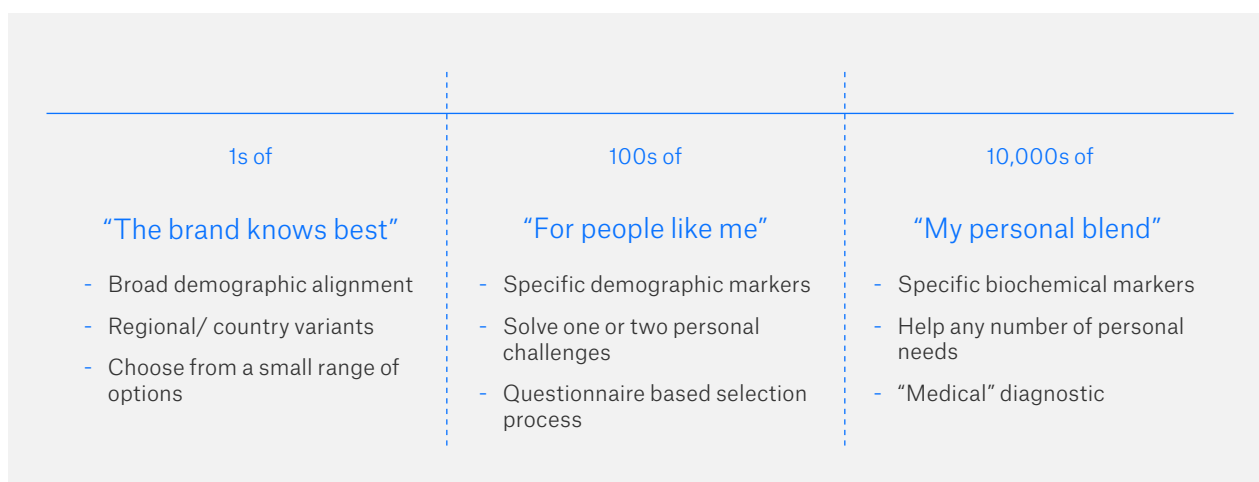 1s of
“The brand knows best”
- Broad demographic alignment
- Regional/ country variants
- Choose from a small range of
options
100s of
“For people like me”
- Specific demographic markers
- Solve one or two personal
challenges
- Questionnaire based selection
process
10,000s of
“My personal blend”
- Specific biochemical markers
- Help any number of personal
needs
- “Medical” diagnostic